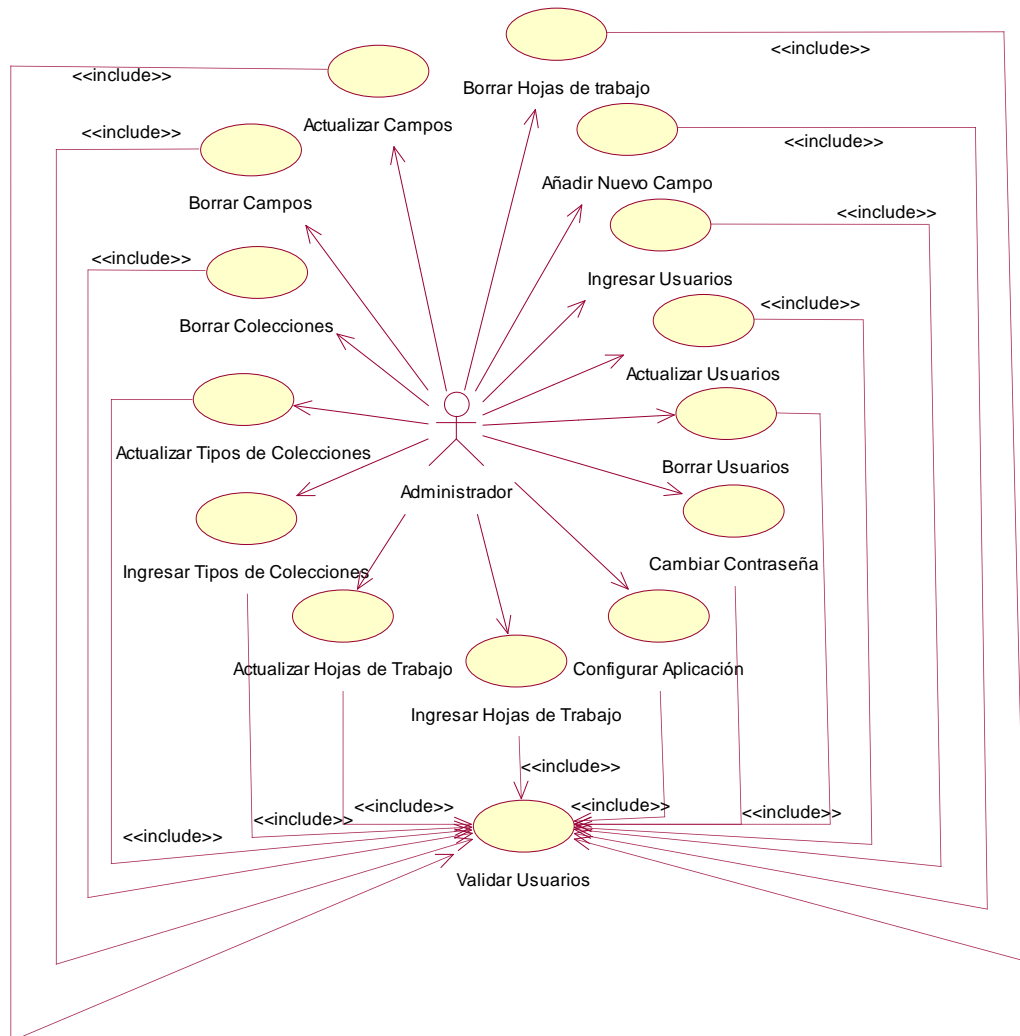 <<include>>
<<include>>
Borrar Hojas de trabajo
Actualizar Campos
<<include>>
<<include>>
Añadir Nuevo Campo
Borrar Campos
<<include>>
<<include>>
Ingresar Usuarios
<<include>>
Borrar Colecciones
Actualizar Usuarios
Actualizar Tipos de Colecciones
Borrar Usuarios
Administrador
Cambiar Contraseña
Ingresar Tipos de Colecciones
Actualizar Hojas de Trabajo
Configurar Aplicación
Ingresar Hojas de Trabajo
<<include>>
<<include>>
<<include>>
<<include>>
<<include>>
Validar Usuarios